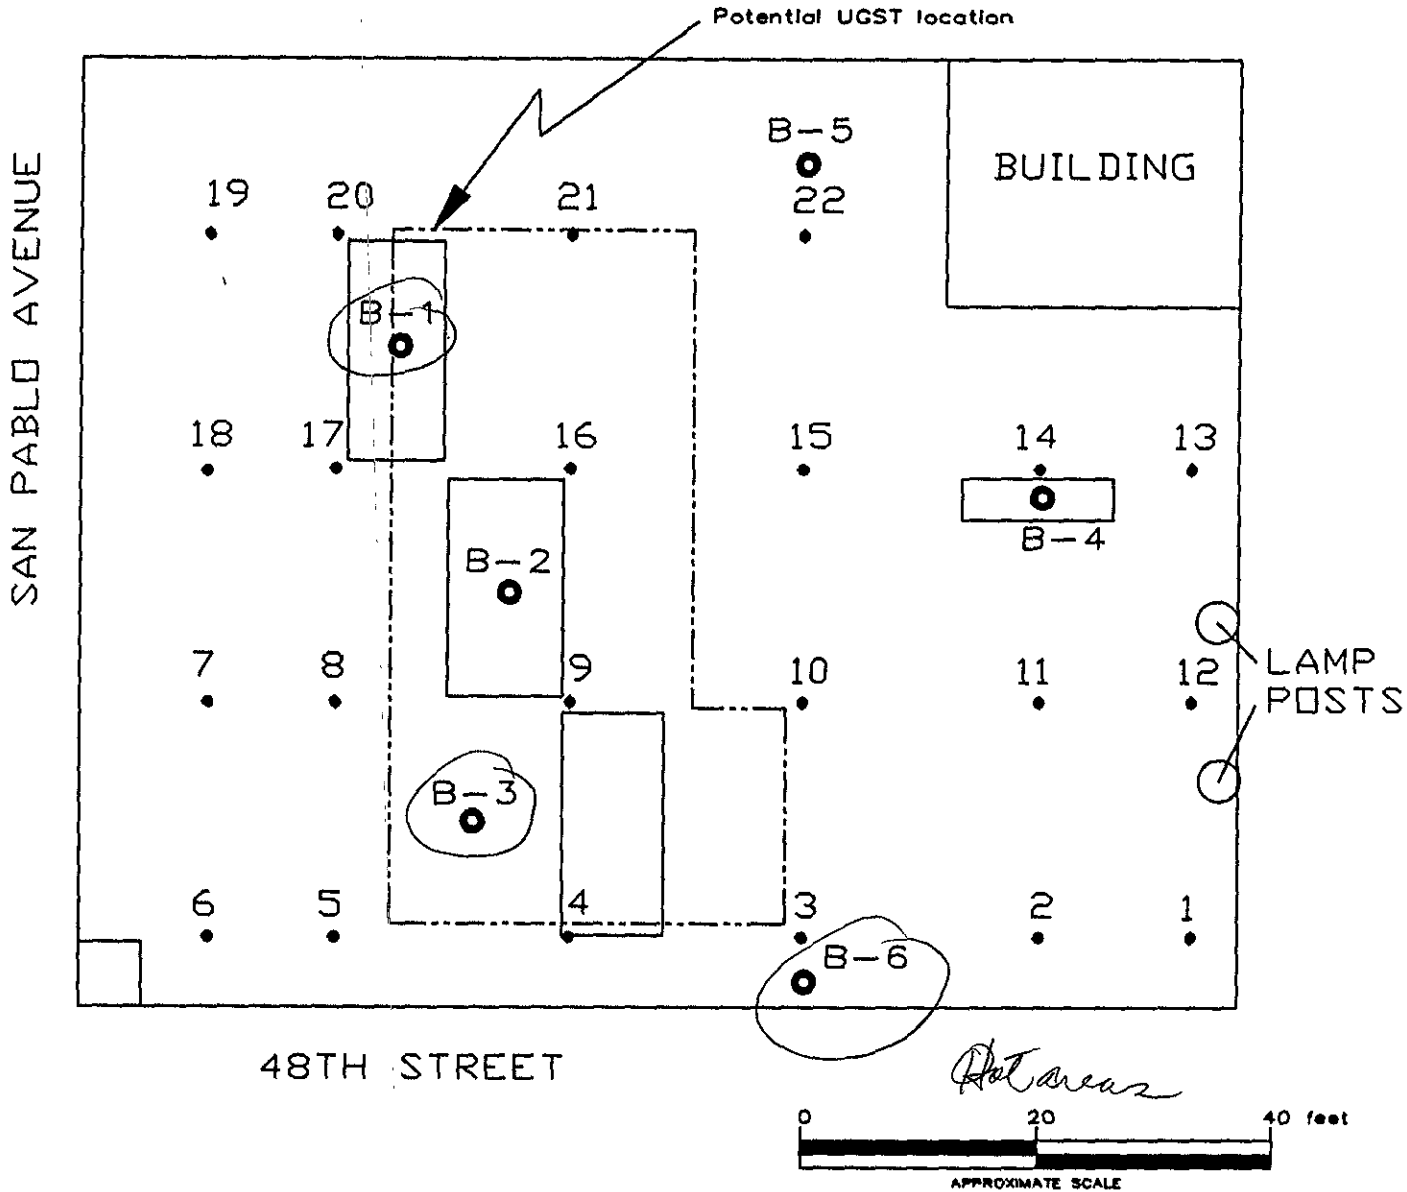 Potential UGST location
B-5
BUILDING
19
20
21
22
SAN PABLO AVENUE
B-1
18
17
16
15
14
13
B-4
B-2
7
8
9
10
11
12
LAMP
POSTS
B-3
6
5
4
3
2
1
B-6
48TH STREET
Hot areas
0 20 40 feet
APPROXIMATE SCALE